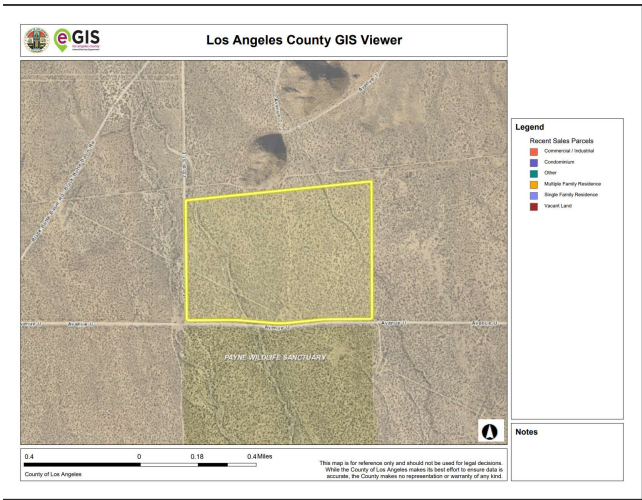 eGIS
Los Angeles County GIS Viewer
Avenue U
Avenue U
Avenue U
Avenue U
PAYNE WILDLIFE SANCTUARY
Legend
Recent Sales Parcels
Commercial / Industrial
Condominium
Other
Multiple Family Residence
Single Family Residence
Vacant Land
Notes
0.4
0
0.18
0.4 Miles
County of Los Angeles
This map is for reference only and should not be used for legal decisions.
While the County of Los Angeles makes its best effort to ensure data is
accurate, the County makes no representation or warranty of any kind.